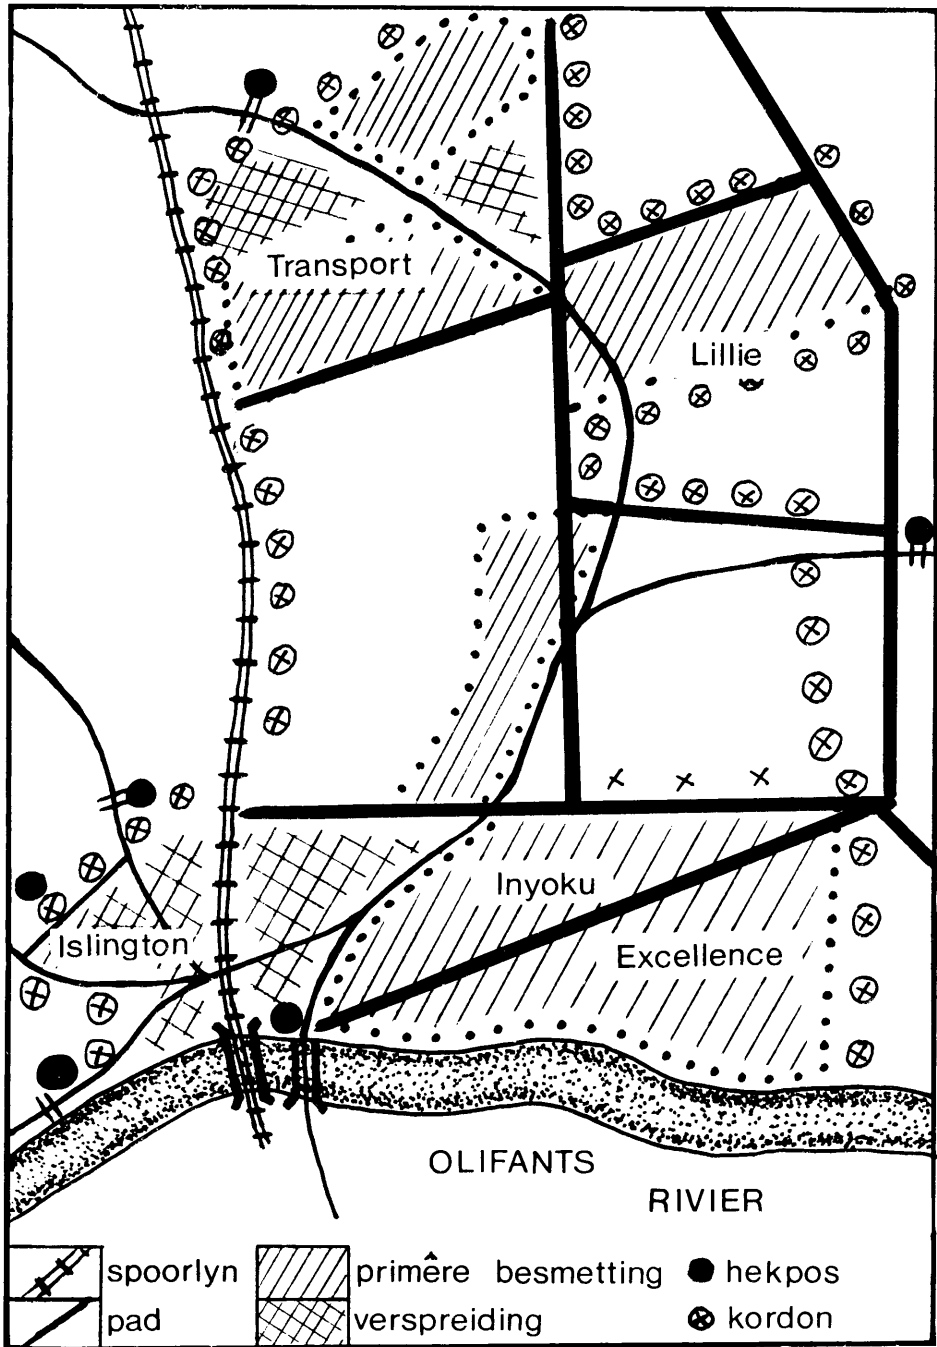 Transport
Lillie
Inyoku
Islington
Excellence
OLIFANTS
RIVIER
spoorlyn
primêre besmetting
hekpos
pad
verspreiding
kordon